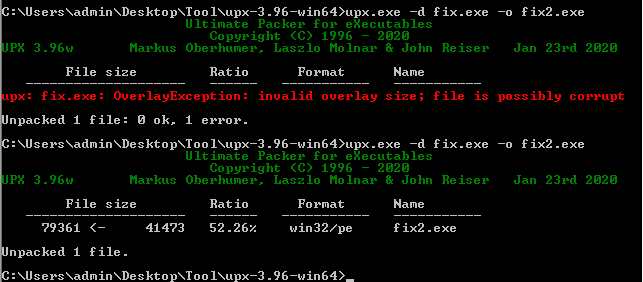 C:\Users\admin\Desktop\Tool\upx-3.96-win64>upx.exe -d fix.exe -o fix2.exe
Ultimate Packer for eXecutables
Copyright (C) 1996 - 2020
UPX 3.96w Markus Oberhumer, Laszlo Molnar & John Reiser Jan 23rd 2020
File size Ratio Format Name
-------------------- ------ ----------- -----------
upx: fix.exe: OverlayException: invalid overlay size; file is possibly corrupt
Unpacked 1 file: 0 ok, 1 error.
C:\Users\admin\Desktop\Tool\upx-3.96-win64>upx.exe -d fix.exe -o fix2.exe
Ultimate Packer for eXecutables
Copyright (C) 1996 - 2020
UPX 3.96w Markus Oberhumer, Laszlo Molnar & John Reiser Jan 23rd 2020
File size Ratio Format Name
-------------------- ------ ----------- -----------
79361 <- 41473 52.26% win32/pe fix2.exe
Unpacked 1 file.
C:\Users\admin\Desktop\Tool\upx-3.96-win64>_